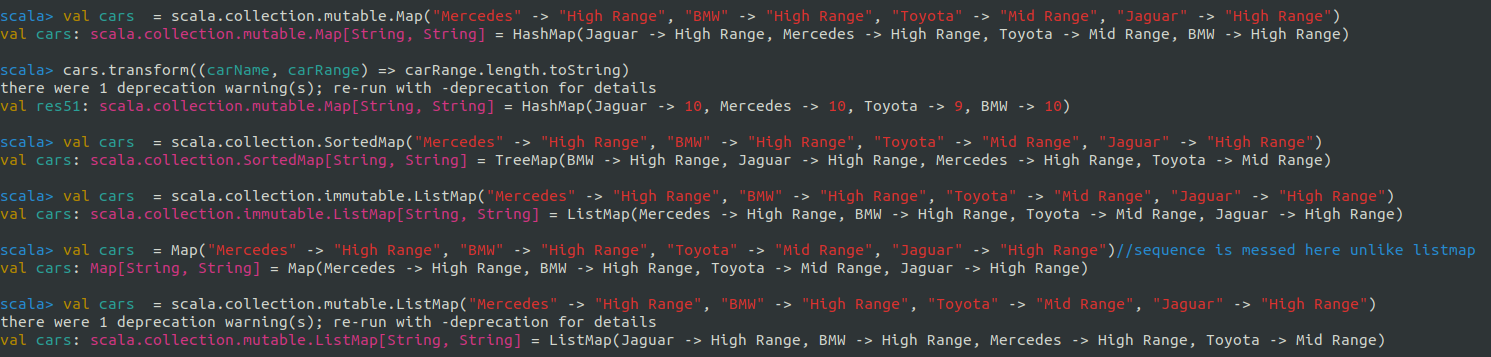 scala> val cars  = scala.collection.mutable.Map("Mercedes" -> "High Range", "BMW" -> "High Range", "Toyota" -> "Mid Range", "Jaguar" -> "High Range")
val cars: scala.collection.mutable.Map[String, String] = HashMap(Jaguar -> High Range, Mercedes -> High Range, Toyota -> Mid Range, BMW -> High Range)
scala> cars.transform((carName, carRange) => carRange.length.toString)
there were 1 deprecation warning(s); re-run with -deprecation for details
val res51: scala.collection.mutable.Map[String, String] = HashMap(Jaguar -> 10, Mercedes -> 10, Toyota -> 9, BMW -> 10)
scala> val cars  = scala.collection.SortedMap("Mercedes" -> "High Range", "BMW" -> "High Range", "Toyota" -> "Mid Range", "Jaguar" -> "High Range")
val cars: scala.collection.SortedMap[String, String] = TreeMap(BMW -> High Range, Jaguar -> High Range, Mercedes -> High Range, Toyota -> Mid Range)
scala> val cars  = scala.collection.immutable.ListMap("Mercedes" -> "High Range", "BMW" -> "High Range", "Toyota" -> "Mid Range", "Jaguar" -> "High Range")
val cars: scala.collection.immutable.ListMap[String, String] = ListMap(Mercedes -> High Range, BMW -> High Range, Toyota -> Mid Range, Jaguar -> High Range)
scala> val cars  = Map("Mercedes" -> "High Range", "BMW" -> "High Range", "Toyota" -> "Mid Range", "Jaguar" -> "High Range")//sequence is messed here unlike listmap
val cars: Map[String, String] = Map(Mercedes -> High Range, BMW -> High Range, Toyota -> Mid Range, Jaguar -> High Range)
scala> val cars  = scala.collection.mutable.ListMap("Mercedes" -> "High Range", "BMW" -> "High Range", "Toyota" -> "Mid Range", "Jaguar" -> "High Range")
there were 1 deprecation warning(s); re-run with -deprecation for details
val cars: scala.collection.mutable.ListMap[String, String] = ListMap(Jaguar -> High Range, BMW -> High Range, Mercedes -> High Range, Toyota -> Mid Range)